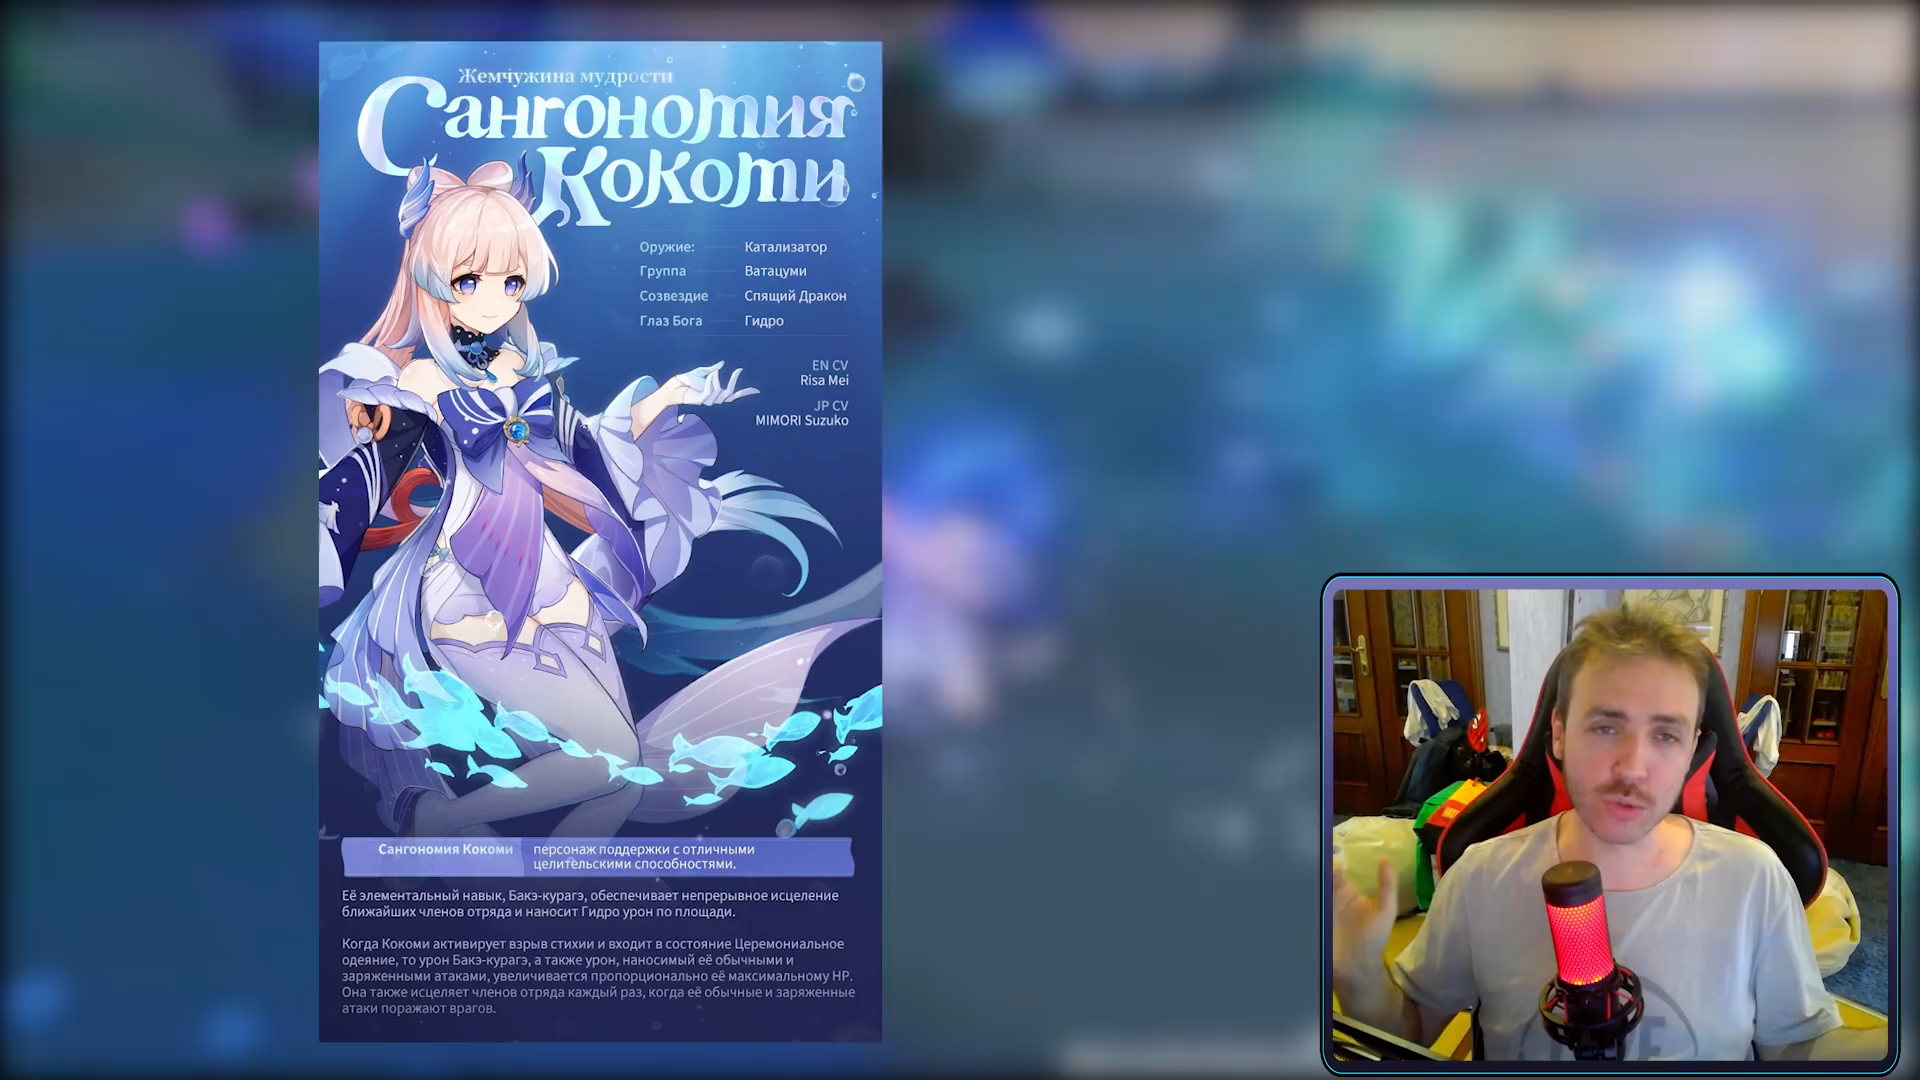 Жемчужина мудрости
Сангономия
Кокоми
Оружие: Катализатор
Группа Ватацуми
Созвездие Спящий Дракон
Глаз Бога Гидро
EN CV
Risa Mei
JP CV
MIMORI Suzuko
Сангономия Кокоми
персонаж поддержки с отличными
целительскими способностями.
Её элементальный навык, Бакэ-курагэ, обеспечивает непрерывное исцеление
ближайших членов отряда и наносит Гидро урон по площади.
Когда Кокоми активирует взрыв стихии и входит в состояние Церемониальное
одеяние, то урон Бакэ-курагэ, а также урон, наносимый её обычными и
заряженными атаками, увеличивается пропорционально её максимальному HP.
Она также исцеляет членов отряда каждый раз, когда её обычные и заряженные
атаки поражают врагов.